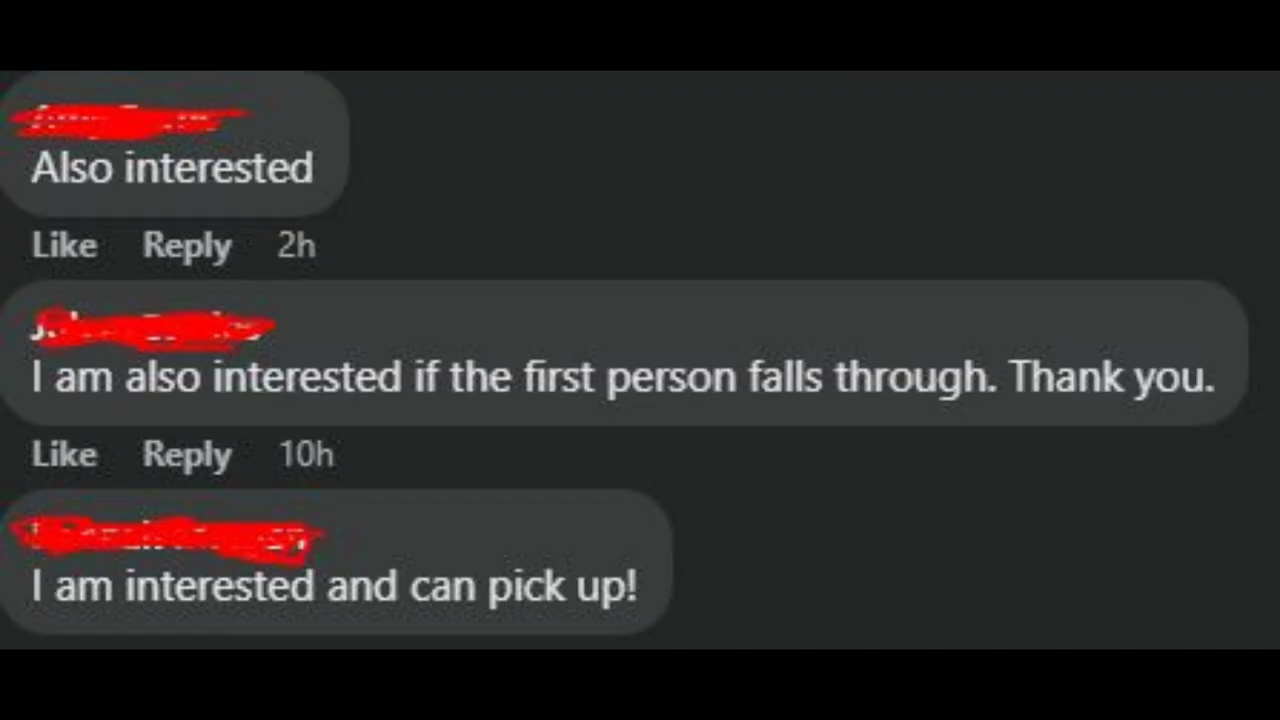 Also interested
Like Reply 2h
I am also interested if the first person falls through. Thank you.
Like Reply 10h
I am interested and can pick up!